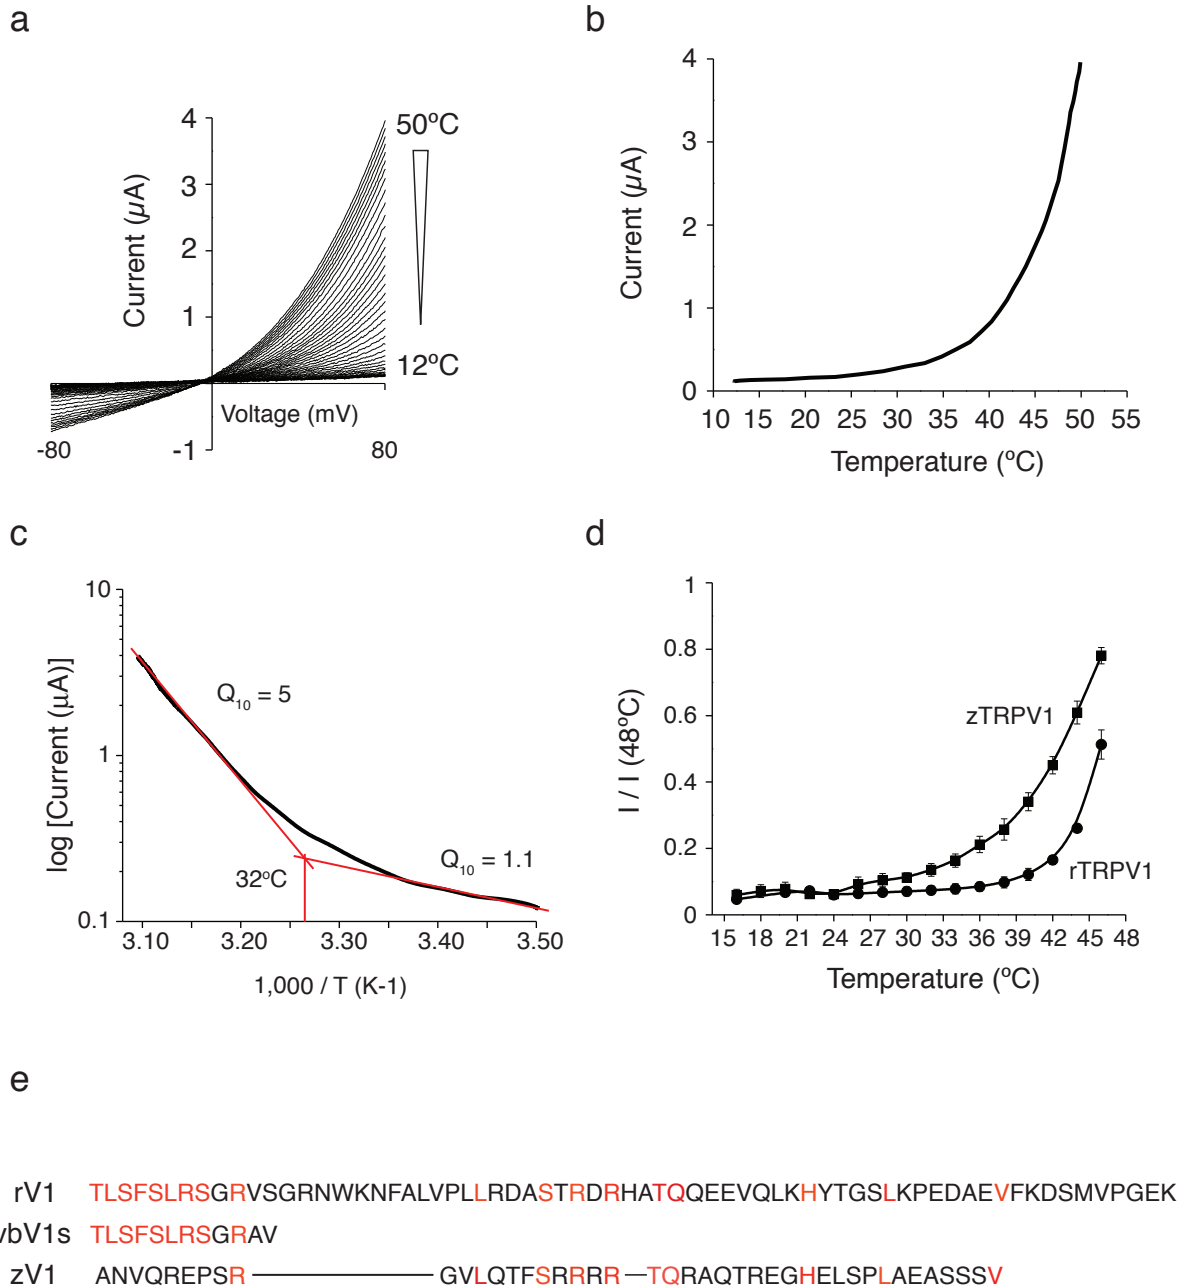 a
4
3
2
1
-1
Current (µA)
50ºC
12ºC
Voltage (mV)
-80
80
b
4
3
2
1
0
Current (µA)
10 15 20 25 30 35 40 45 50 55
Temperature (ºC)
c
10
1
0.1
log [Current (µA)]
Q10 = 5
Q10 = 1.1
32ºC
3.10 3.20 3.30 3.40 3.50
1,000 / T (K-1)
d
1
0.8
0.6
0.4
0.2
0
I / I (48ºC)
zTRPV1
rTRPV1
15 18 21 24 27 30 33 36 39 42 45 48
Temperature (ºC)
e
rV1 TLSFSLRSGRVSGRNWKNFALVPLLRDASTRDRHATQQEEVQLKHYTGSLKPEDAEVFKDSMVPGEK
vbV1s TLSFSLRSGRAV
zV1 ANVQREPSR GVLQTFSRRRR TQRAQTREGHELSPLAEASSSV